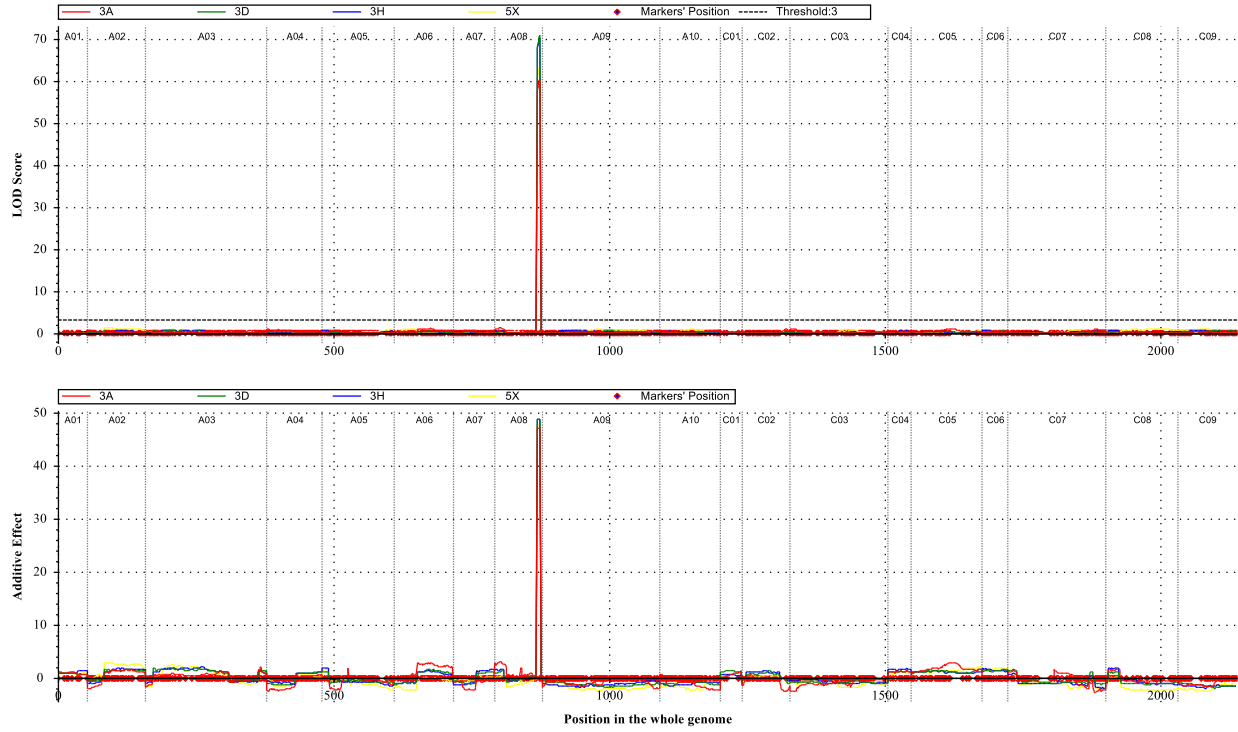 3A 3D 3H 5X Markers' Position Threshold:3
A01 A02 A03 A04 A05 A06 A07 A08 A09 A10 C01 C02 C03 C04 C05 C06 C07 C08 C09
70
60
50
40
30
20
10
0
LOD Score
0 500 1000 1500 2000
3A 3D 3H 5X Markers' Position
A01 A02 A03 A04 A05 A06 A07 A08 A09 A10 C01 C02 C03 C04 C05 C06 C07 C08 C09
50
40
30
20
10
0
Additive Effect
0 500 1000 1500 2000
Position in the whole genome